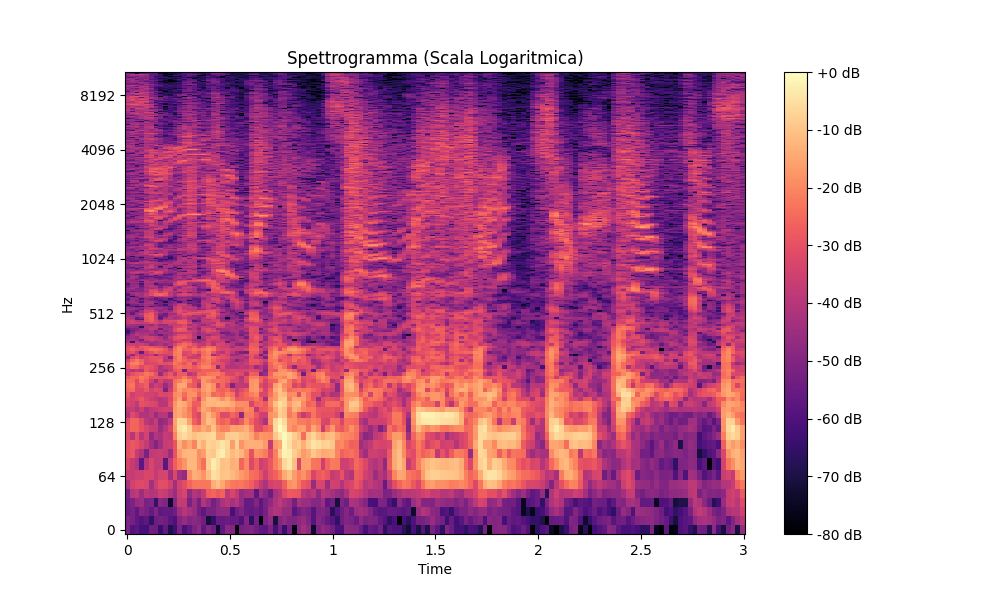 Spettrogramma (Scala Logaritmica)
Hz
8192
4096
2048
1024
512
256
128
64
0
0
0.5
1
1.5
2
2.5
3
Time
+0 dB
-10 dB
-20 dB
-30 dB
-40 dB
-50 dB
-60 dB
-70 dB
-80 dB